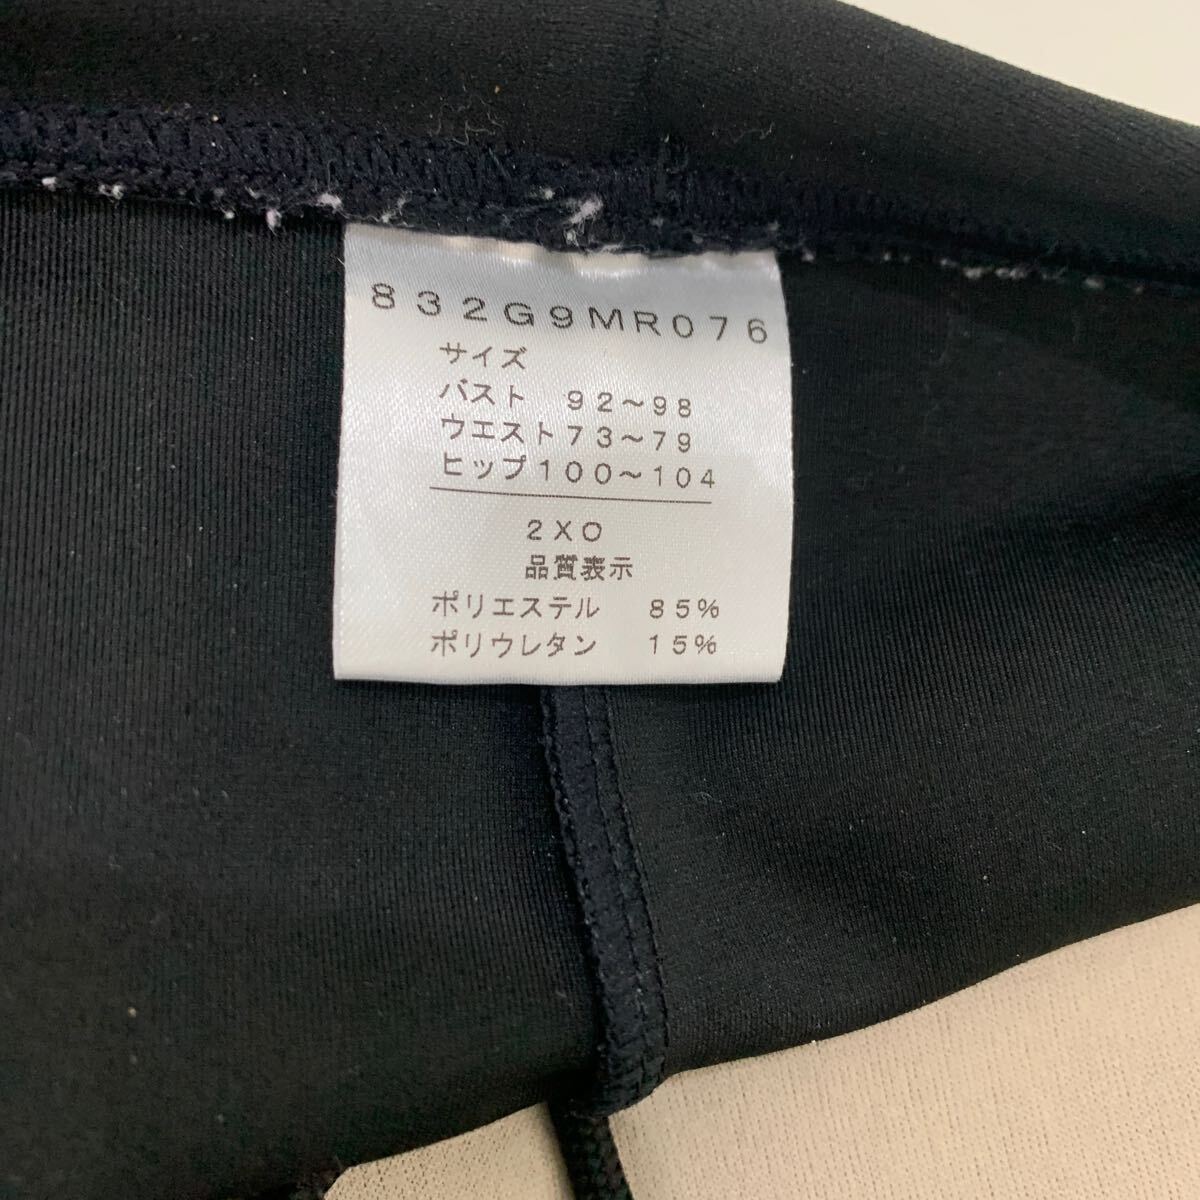 832G9MR076
サイズ
バスト 92~98
ウエスト73~79
ヒップ100~104
2XO
品質表示
ポリエステル 85%
ポリウレタン 15%